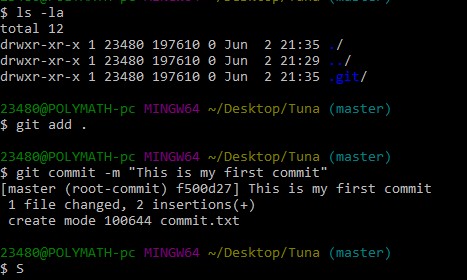 $ ls -la
total 12
drwxr-xr-x 1 23480 197610 0 Jun  2 21:35 ./
drwxr-xr-x 1 23480 197610 0 Jun  2 21:29 ../
drwxr-xr-x 1 23480 197610 0 Jun  2 21:35 .git/
23480@POLYMATH-pc MINGW64 ~/Desktop/Tuna (master)
$ git add .
23480@POLYMATH-pc MINGW64 ~/Desktop/Tuna (master)
$ git commit -m "This is my first commit"
[master (root-commit) f500d27] This is my first commit
 1 file changed, 2 insertions(+)
 create mode 100644 commit.txt
23480@POLYMATH-pc MINGW64 ~/Desktop/Tuna (master)
$ S